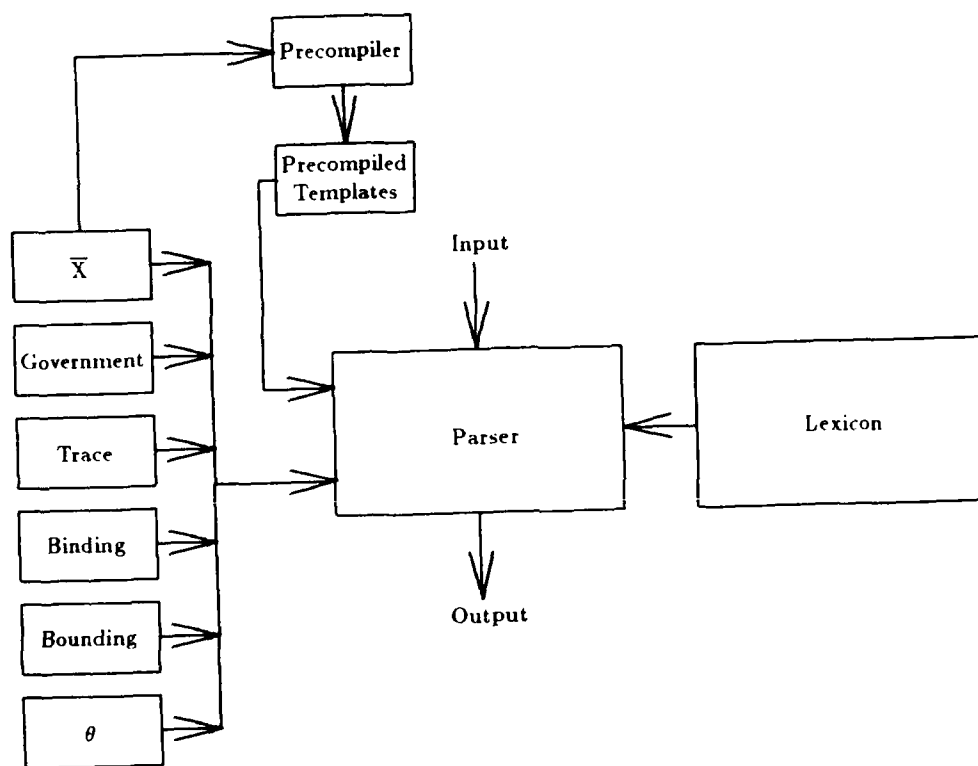 Precompiler
Precompiled
Templates
X̅
Input
Government
Parser
Lexicon
Trace
Binding
Output
Bounding
θ